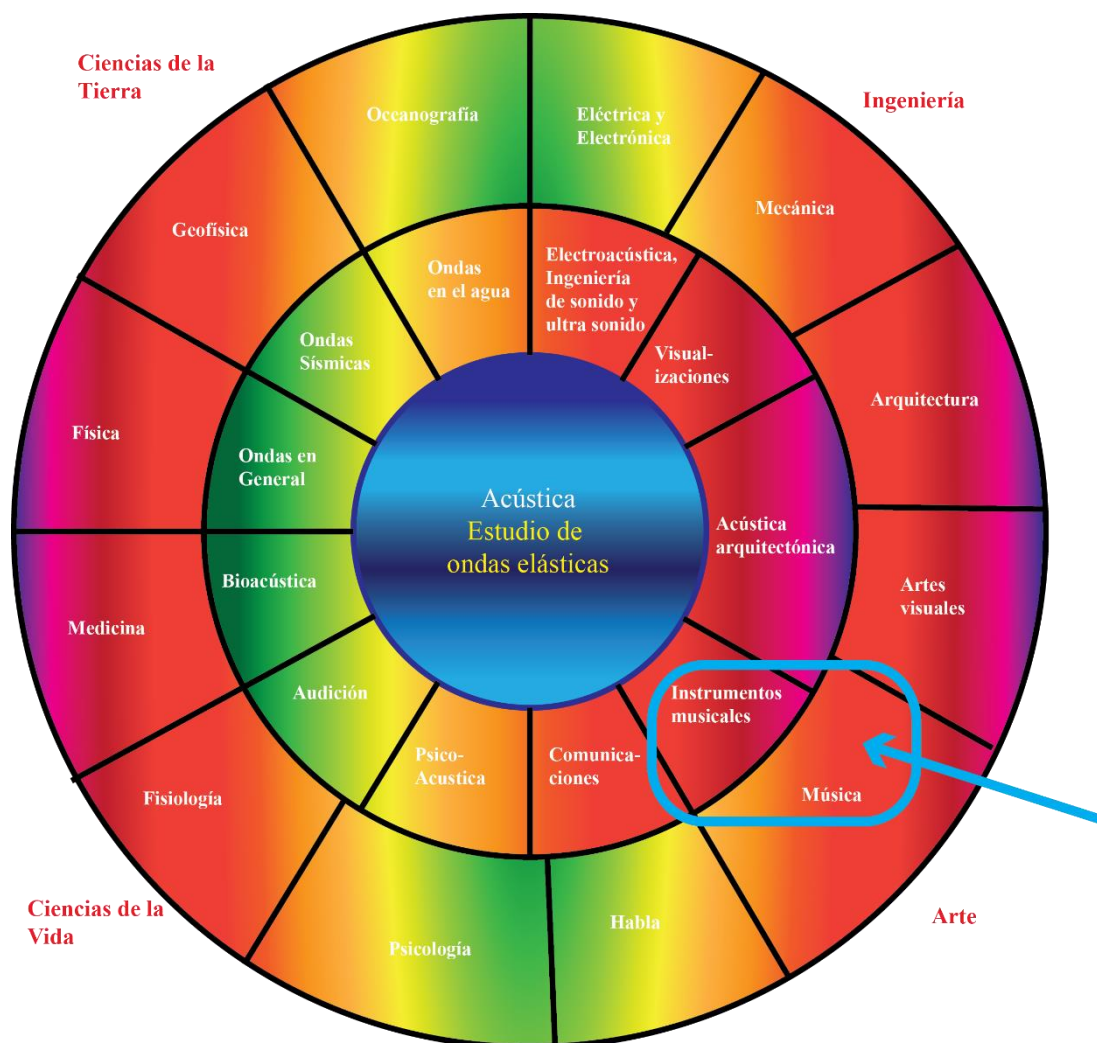 Ciencias de la
Tierra
Ingeniería
Oceanografía
Eléctrica y
Electrónica
Geofísica
Mecánica
Ondas
en el agua
Electroacústica,
Ingeniería
de sonido y
ultra sonido
Ondas
Sísmicas
Visual-
izaciones
Física
Arquitectura
Ondas en
General
Acústica
Estudio de
ondas elásticas
Acústica
arquitectónica
Bioacústica
Artes
visuales
Medicina
Audición
Instrumentos
musicales
Psico-
Acustica
Comunica-
ciones
Fisiología
Música
Ciencias de la
Vida
Psicología
Habla
Arte